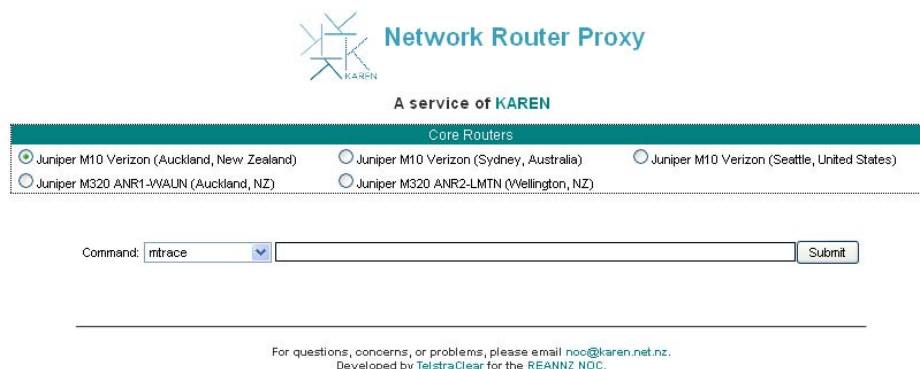 KAREN
Network Router Proxy
A service of KAREN
Core Routers
Juniper M10 Verizon (Auckland, New Zealand) Juniper M10 Verizon (Sydney, Australia) Juniper M10 Verizon (Seattle, United States)
Juniper M320 ANR1-WAUN (Auckland, NZ) Juniper M320 ANR2-LMTN (Wellington, NZ)
Command: mtrace Submit
For questions, concerns, or problems, please email noc@karen.net.nz.
Developed by TelstraClear for the REANNZ NOC.